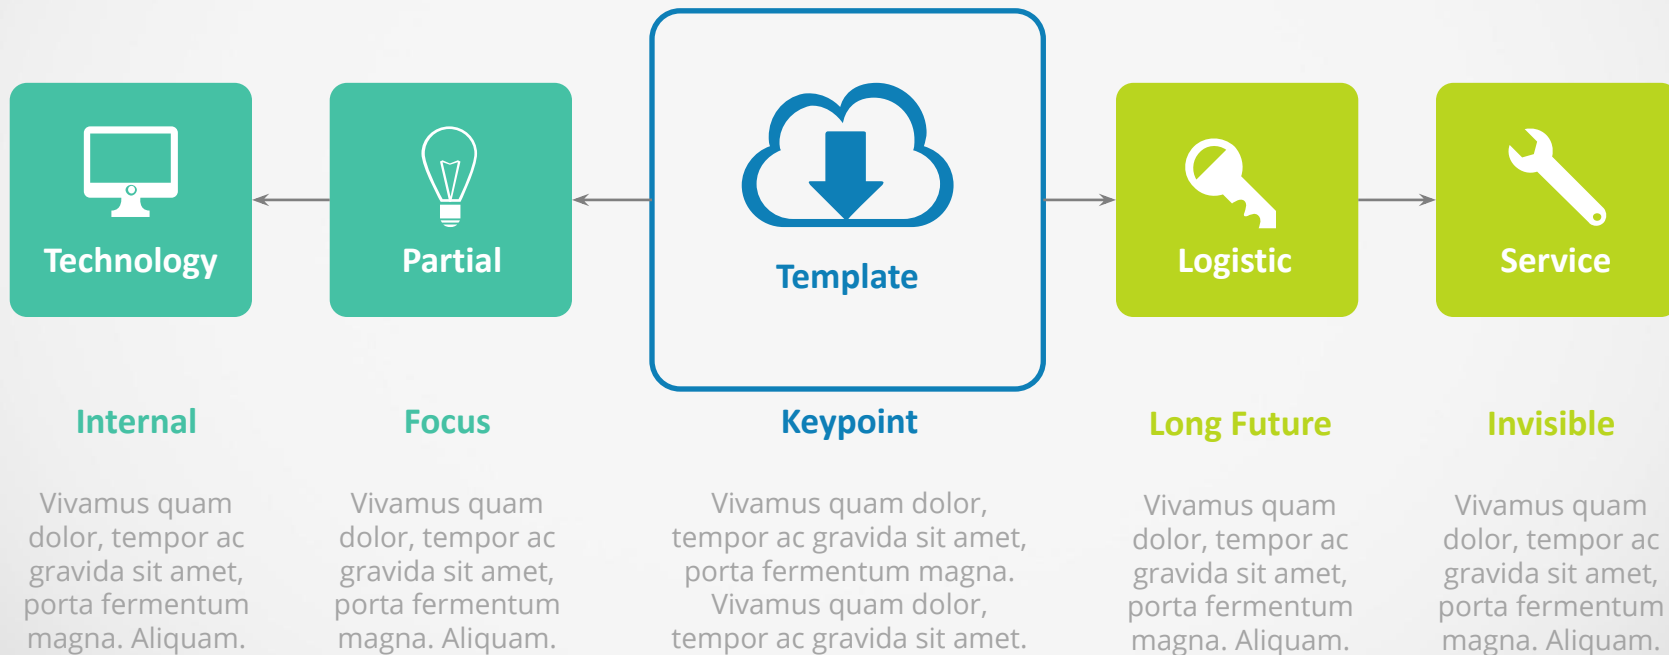 Technology
Partial
Template
Logistic
Service
Internal
Vivamus quam
dolor, tempor ac
gravida sit amet,
porta fermentum
magna. Aliquam.
Focus
Vivamus quam
dolor, tempor ac
gravida sit amet,
porta fermentum
magna. Aliquam.
Keypoint
Vivamus quam dolor,
tempor ac gravida sit amet,
porta fermentum magna.
Vivamus quam dolor,
tempor ac gravida sit amet.
Long Future
Vivamus quam
dolor, tempor ac
gravida sit amet,
porta fermentum
magna. Aliquam.
Invisible
Vivamus quam
dolor, tempor ac
gravida sit amet,
porta fermentum
magna. Aliquam.